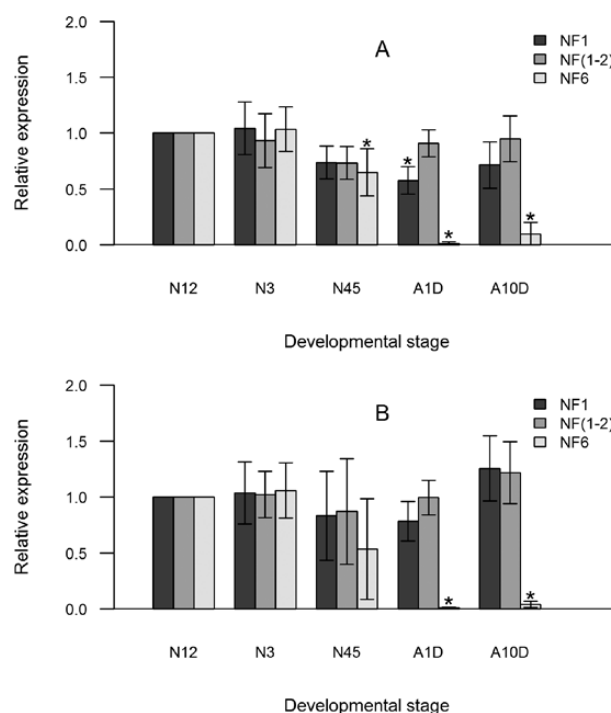 A
NF1
NF(1-2)
NF6
Relative expression
2.0
1.5
1.0
0.5
0.0
*
*
*
*
N12 N3 N45 A1D A10D
Developmental stage
B
NF1
NF(1-2)
NF6
Relative expression
2.0
1.5
1.0
0.5
0.0
*
*
N12 N3 N45 A1D A10D
Developmental stage